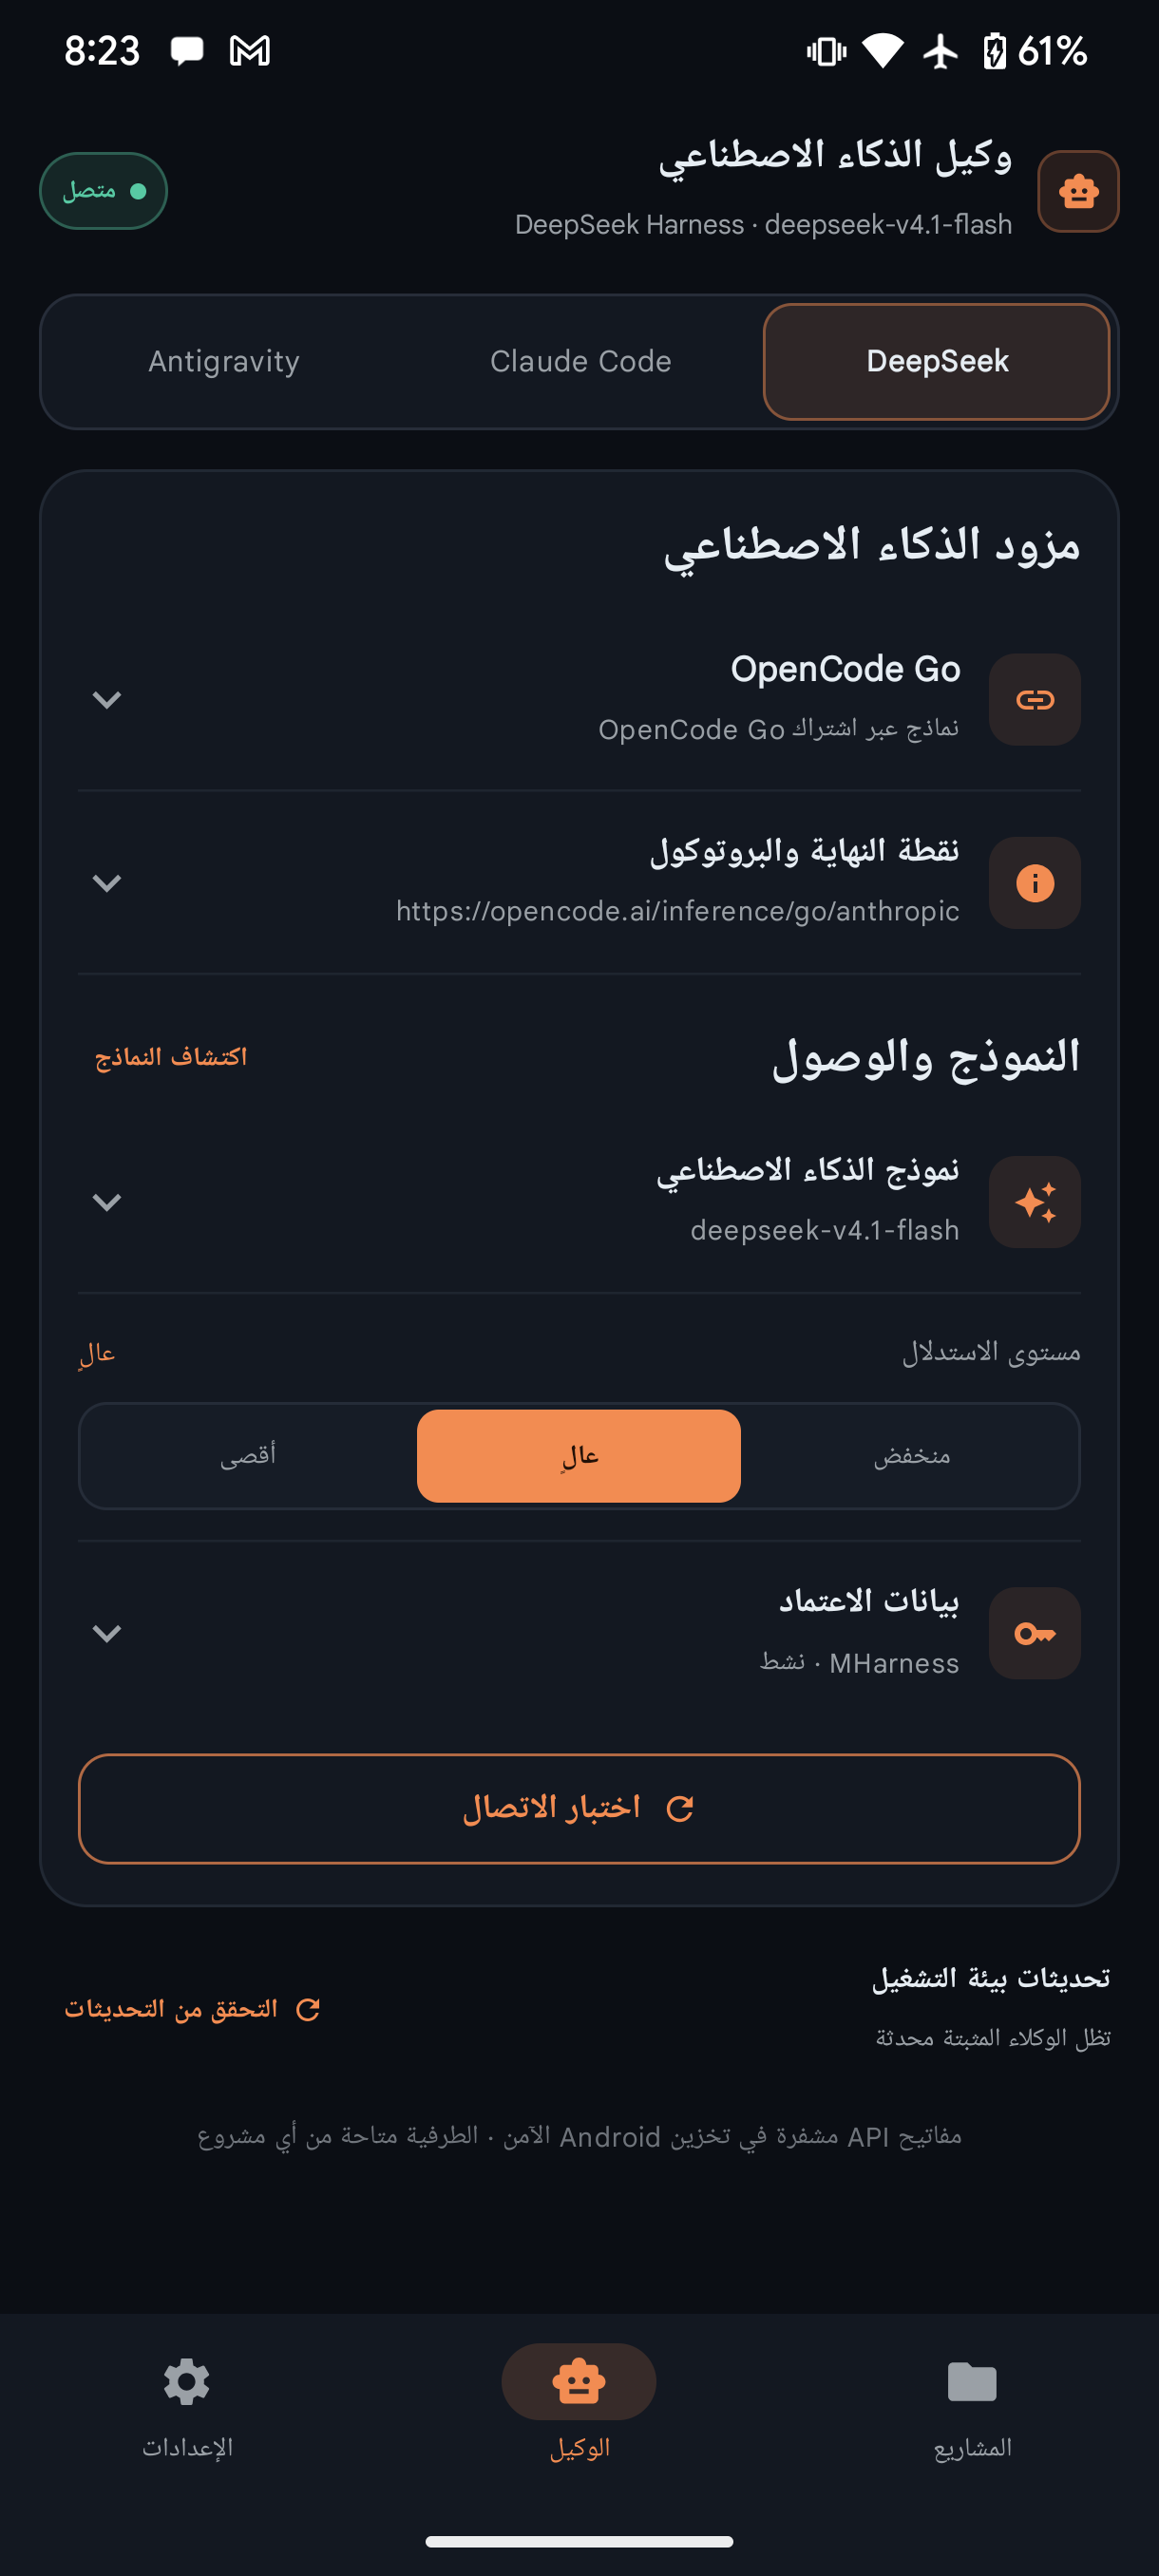 8:23
61%
وكيل الذكاء الاصطناعي
DeepSeek Harness · deepseek-v4.1-flash
متصل
DeepSeek
Claude Code
Antigravity
مزود الذكاء الاصطناعي
OpenCode Go
نماذج عبر اشتراك OpenCode Go
نقطة النهاية والبروتوكول
https://opencode.ai/inference/go/anthropic
النموذج والوصول
اكتشاف النماذج
نموذج الذكاء الاصطناعي
deepseek-v4.1-flash
مستوى الاستدلال
عالٍ
منخفض
عالٍ
أقصى
بيانات الاعتماد
MHarness · نشط
اختبار الاتصال
تحديثات بيئة التشغيل
تظل الوكلاء المثبتة محدثة
التحقق من التحديثات
مفاتيح API مشفرة في تخزين Android الآمن · الطرفية متاحة من أي مشروع
المشاريع
الوكيل
الإعدادات